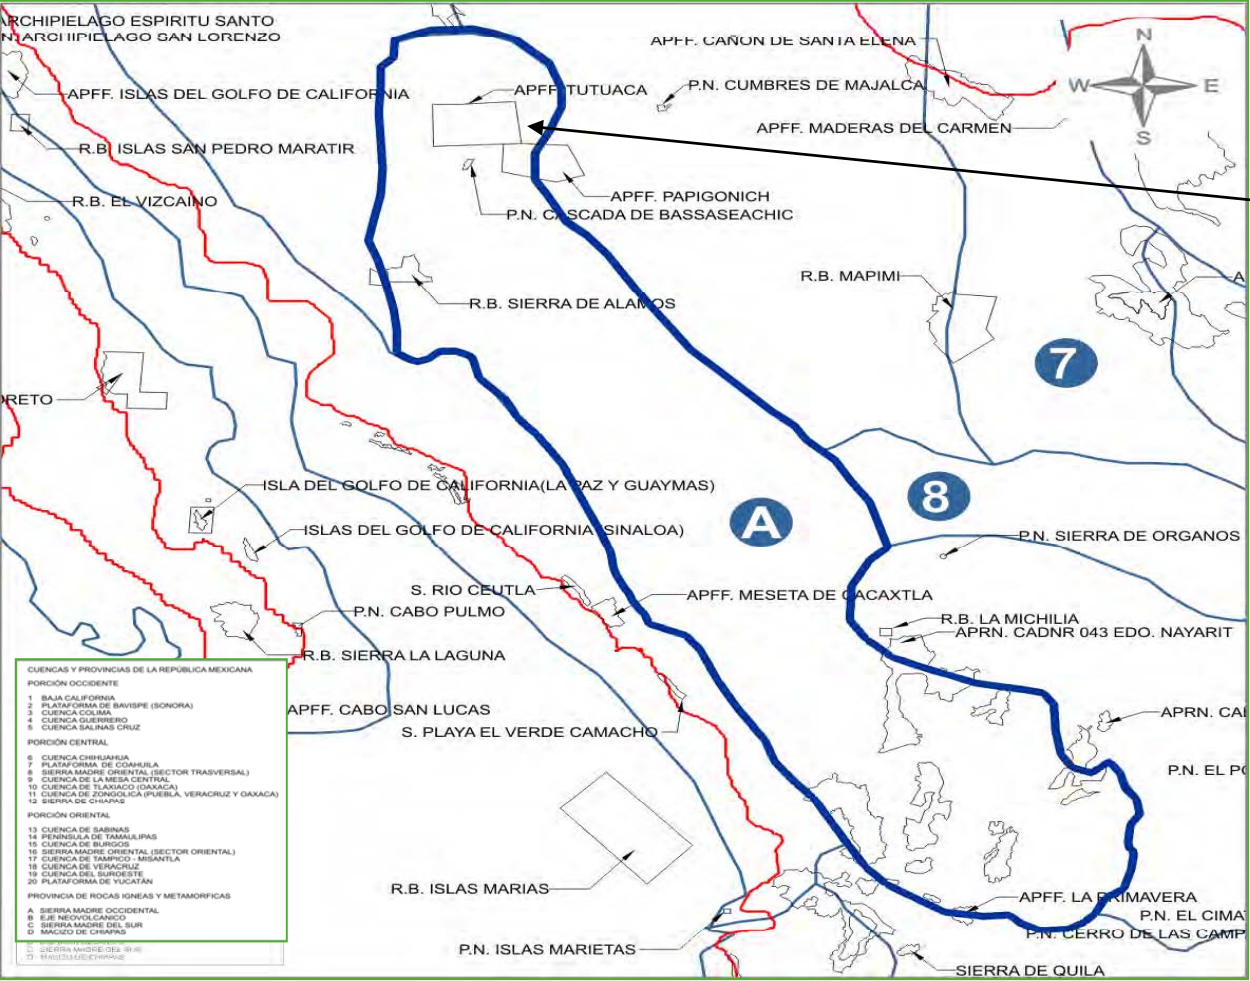 ARCHIPIELAGO ESPIRITU SANTO
ARCHIPIELAGO SAN LORENZO
APFF. CAÑON DE SANTA ELENA
N
W E
S
APFF. ISLAS DEL GOLFO DE CALIFORNIA
APFF. TUTUACA
P.N. CUMBRES DE MAJALCA
APFF. MADERAS DEL CARMEN
R.B. ISLAS SAN PEDRO MARATIR
R.B. EL VIZCAINO
APFF. PAPIGONICH
P.N. CASCADA DE BASSASEACHIC
R.B. MAPIMI
A
R.B. SIERRA DE ALAMOS
7
ORETO
ISLA DEL GOLFO DE CALIFORNIA(LA PAZ Y GUAYMAS)
8
A
ISLAS DEL GOLFO DE CALIFORNIA (SINALOA)
P.N. SIERRA DE ORGANOS
S. RIO CEUTLA
APFF. MESETA DE CACAXTLA
P.N. CABO PULMO
R.B. LA MICHILIA
APRN. CADNR 043 EDO. NAYARIT
R.B. SIERRA LA LAGUNA
APFF. CABO SAN LUCAS
APRN. CA
S. PLAYA EL VERDE CAMACHO
P.N. EL PO
R.B. ISLAS MARIAS
APFF. LA PRIMAVERA
P.N. EL CIMAT
P.N. CERRO DE LAS CAMP
P.N. ISLAS MARIETAS
SIERRA DE QUILA
CUENCAS Y PROVINCIAS DE LA REPÚBLICA MEXICANA
PORCIÓN OCCIDENTE
1 BAJA CALIFORNIA
2 PLATAFORMA DE BAVISPE (SONORA)
3 CUENCA COLIMA
4 CUENCA GUERRERO
5 CUENCA SALINAS CRUZ
PORCIÓN CENTRAL
6 CUENCA CHIHUAHUA
7 PLATAFORMA DE COAHUILA
8 SIERRA MADRE ORIENTAL (SECTOR TRASVERSAL)
9 CUENCA DE LA MESA CENTRAL
10 CUENCA DE TLAXIACO (OAXACA)
11 CUENCA DE ZONGOLICA (PUEBLA, VERACRUZ Y OAXACA)
12 SIERRA DE CHIAPAS
PORCIÓN ORIENTAL
13 CUENCA DE SABINAS
14 PENÍNSULA DE TAMAULIPAS
15 CUENCA DE BURGOS
16 SIERRA MADRE ORIENTAL (SECTOR ORIENTAL)
17 CUENCA DE TAMPICO - MISANTLA
18 CUENCA DE VERACRUZ
19 CUENCA DEL SUROESTE
20 PLATAFORMA DE YUCATÁN
PROVINCIA DE ROCAS IGNEAS Y METAMORFICAS
A SIERRA MADRE OCCIDENTAL
B EJE NEOVOLCANICO
C SIERRA MADRE DEL SUR
D MACIZO DE CHIAPAS